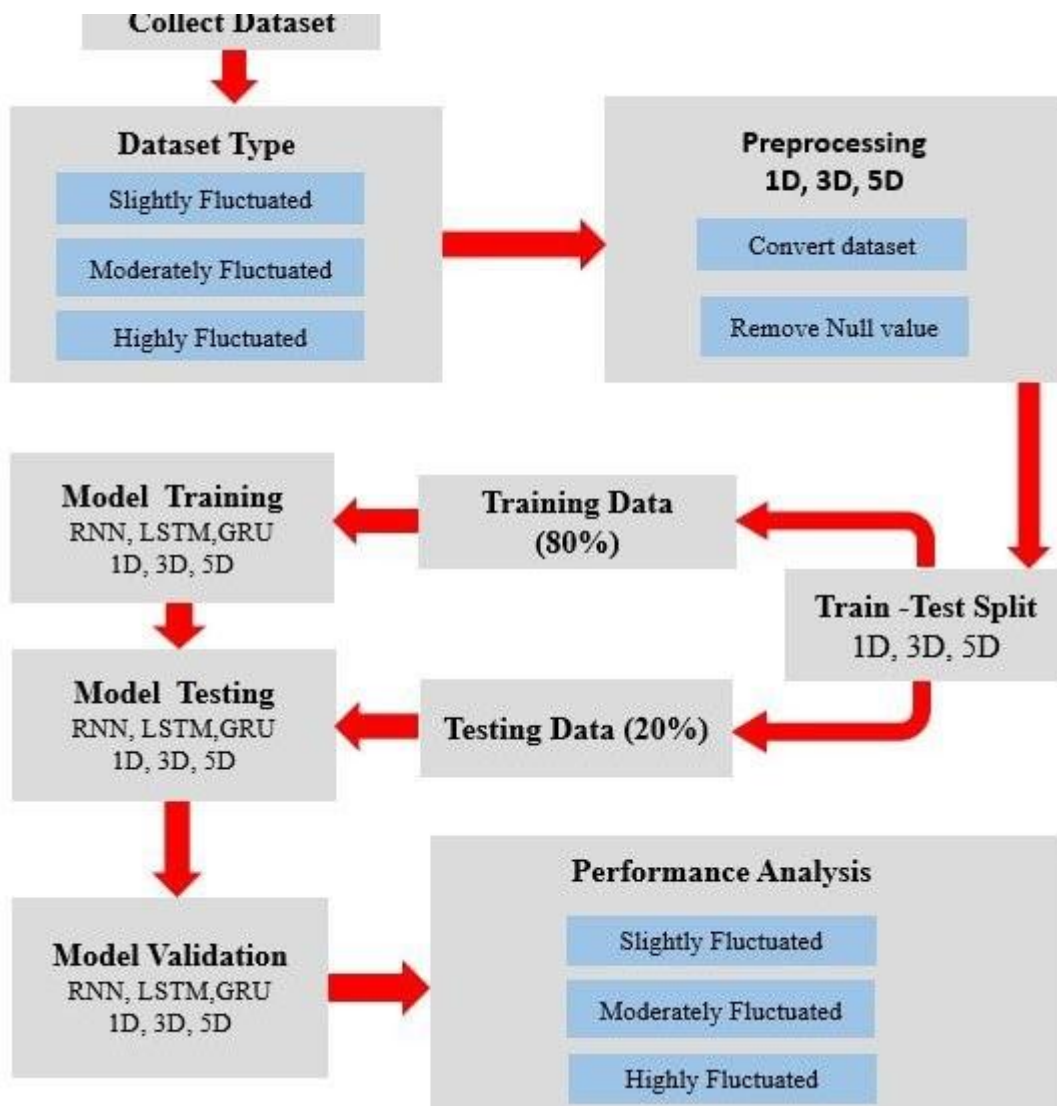 Collect Dataset
Dataset Type
Slightly Fluctuated
Moderately Fluctuated
Highly Fluctuated
Preprocessing
1D, 3D, 5D
Convert dataset
Remove Null value
Train -Test Split
1D, 3D, 5D
Training Data
(80%)
Testing Data (20%)
Model Training
RNN, LSTM,GRU
1D, 3D, 5D
Model Testing
RNN, LSTM,GRU
1D, 3D, 5D
Model Validation
RNN, LSTM,GRU
1D, 3D, 5D
Performance Analysis
Slightly Fluctuated
Moderately Fluctuated
Highly Fluctuated